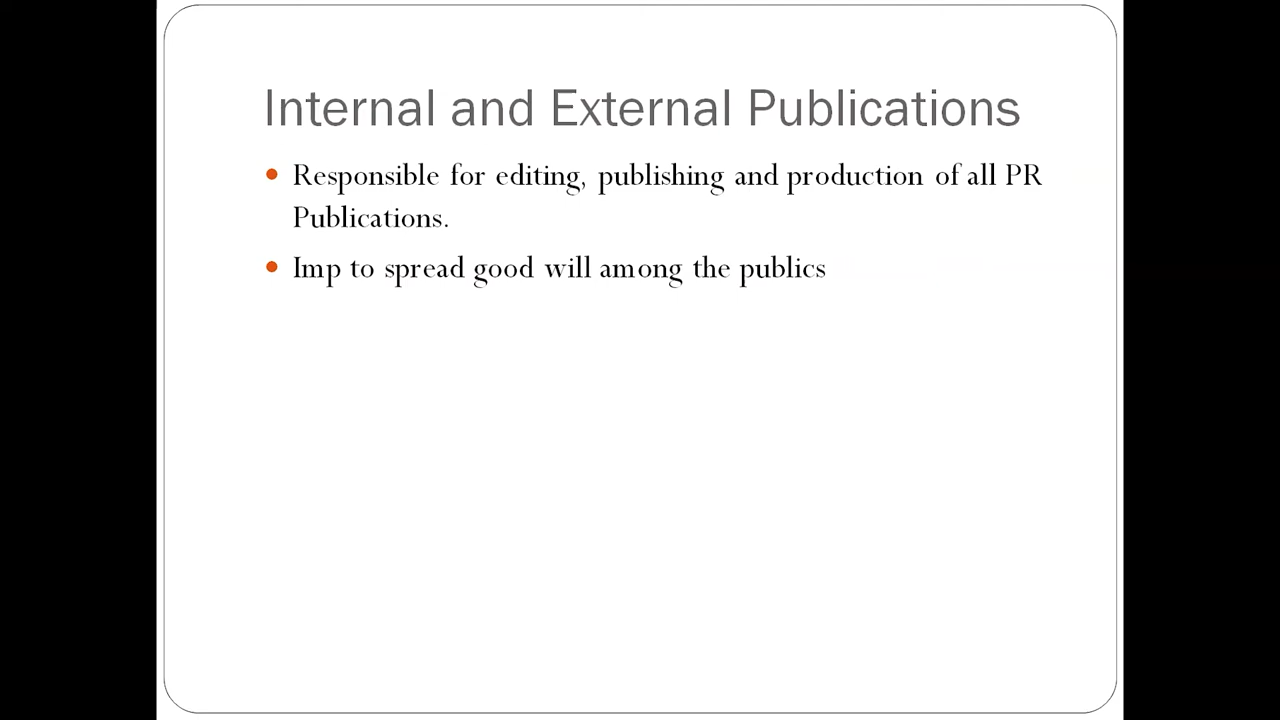 Internal and External Publications
Responsible for editing, publishing and production of all PR
Publications.
Imp to spread good will among the publics